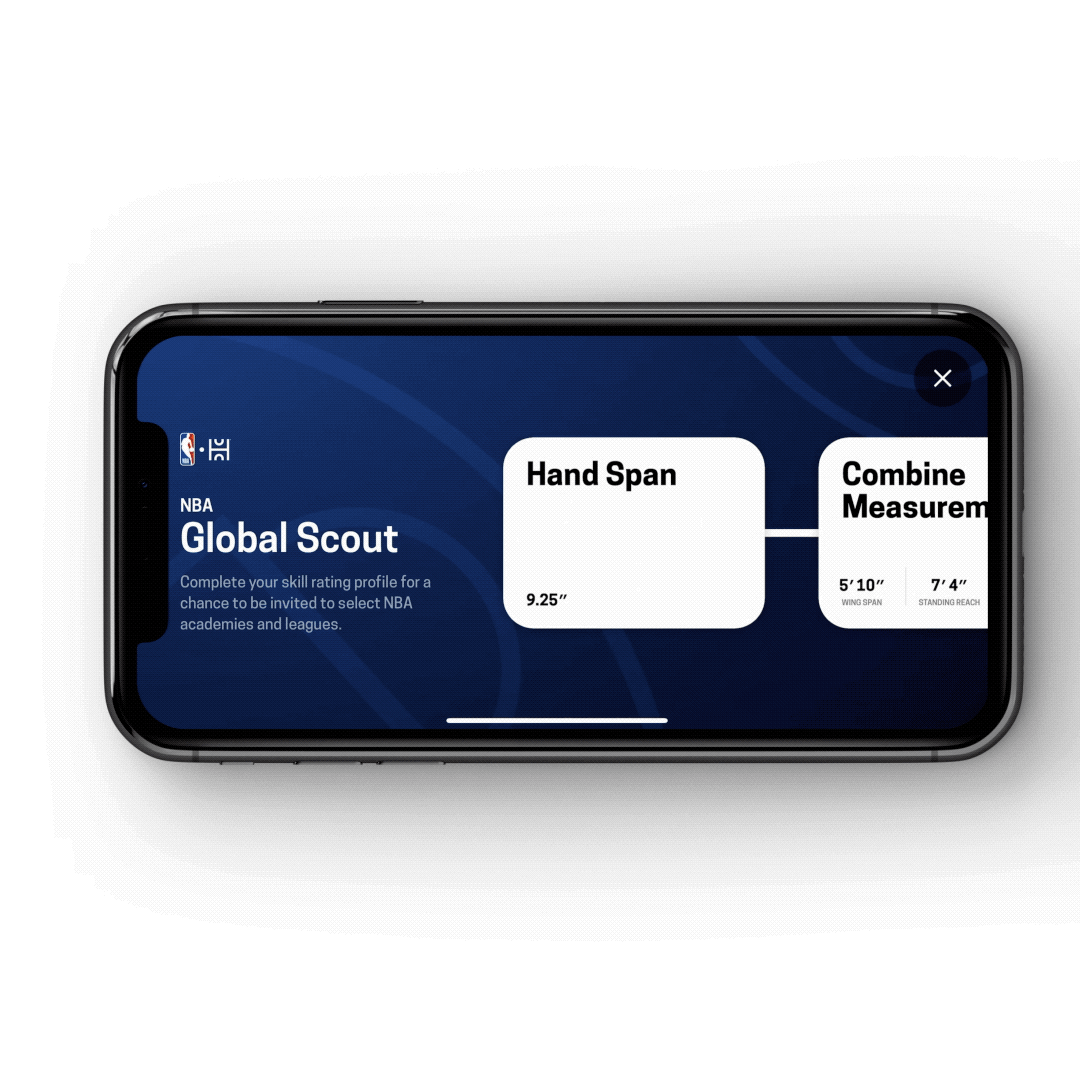 NBA
Global Scout
Complete your skill rating profile for a
chance to be invited to select NBA
academies and leagues.
Hand Span
9.25″
Combine
Measurem
5′10″ 7′4″
WING SPAN STANDING REACH